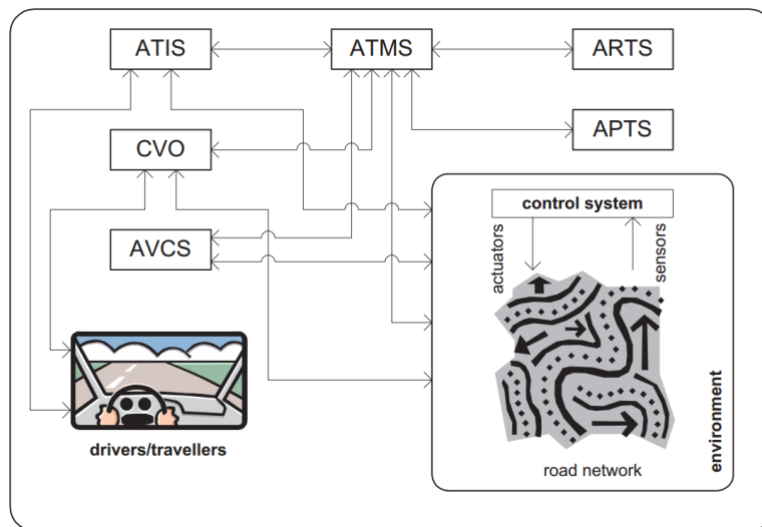 ATIS
ATMS
ARTS
APTS
CVO
AVCS
control system
actuators
sensors
environment
road network
drivers/travellers